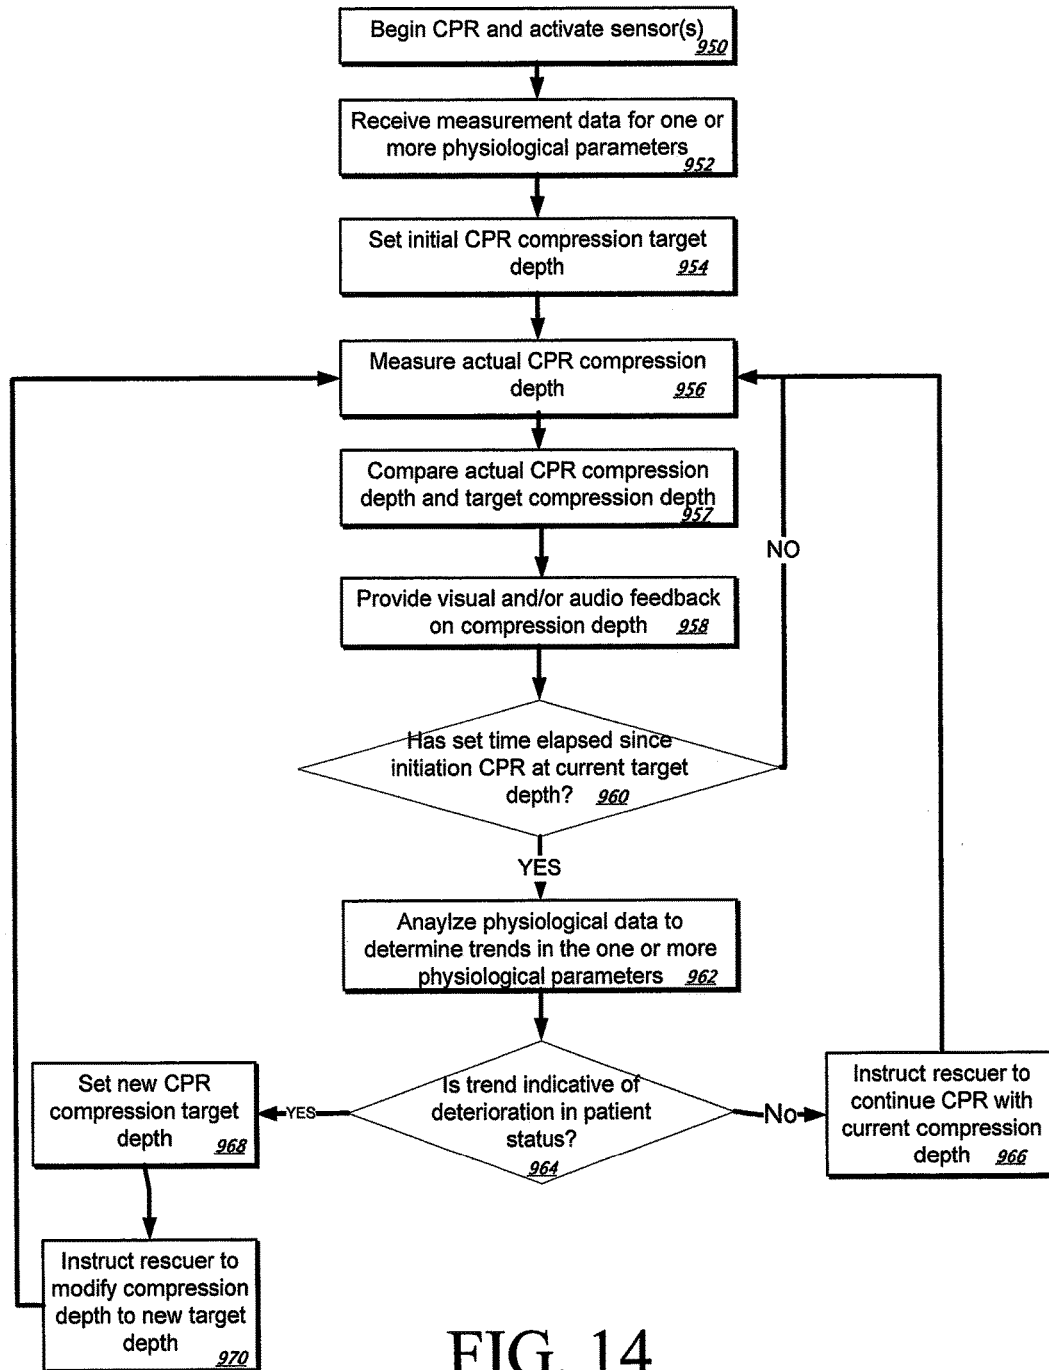 Begin CPR and activate sensor(s)
950
Receive measurement data for one or
more physiological parameters
952
Set initial CPR compression target
depth 954
Measure actual CPR compression
depth 956
Compare actual CPR compression
depth and target compression depth
957
NO
Provide visual and/or audio feedback
on compression depth 958
Has set time elapsed since
initiation CPR at current target
depth? 960
YES
Anaylze physiological data to
determine trends in the one or more
physiological parameters 962
Is trend indicative of
deterioration in patient
status?
964
YES
No
Set new CPR
compression target
depth 968
Instruct rescuer to
continue CPR with
current compression
depth 966
Instruct rescuer to
modify compression
depth to new target
depth 970
FIG. 14